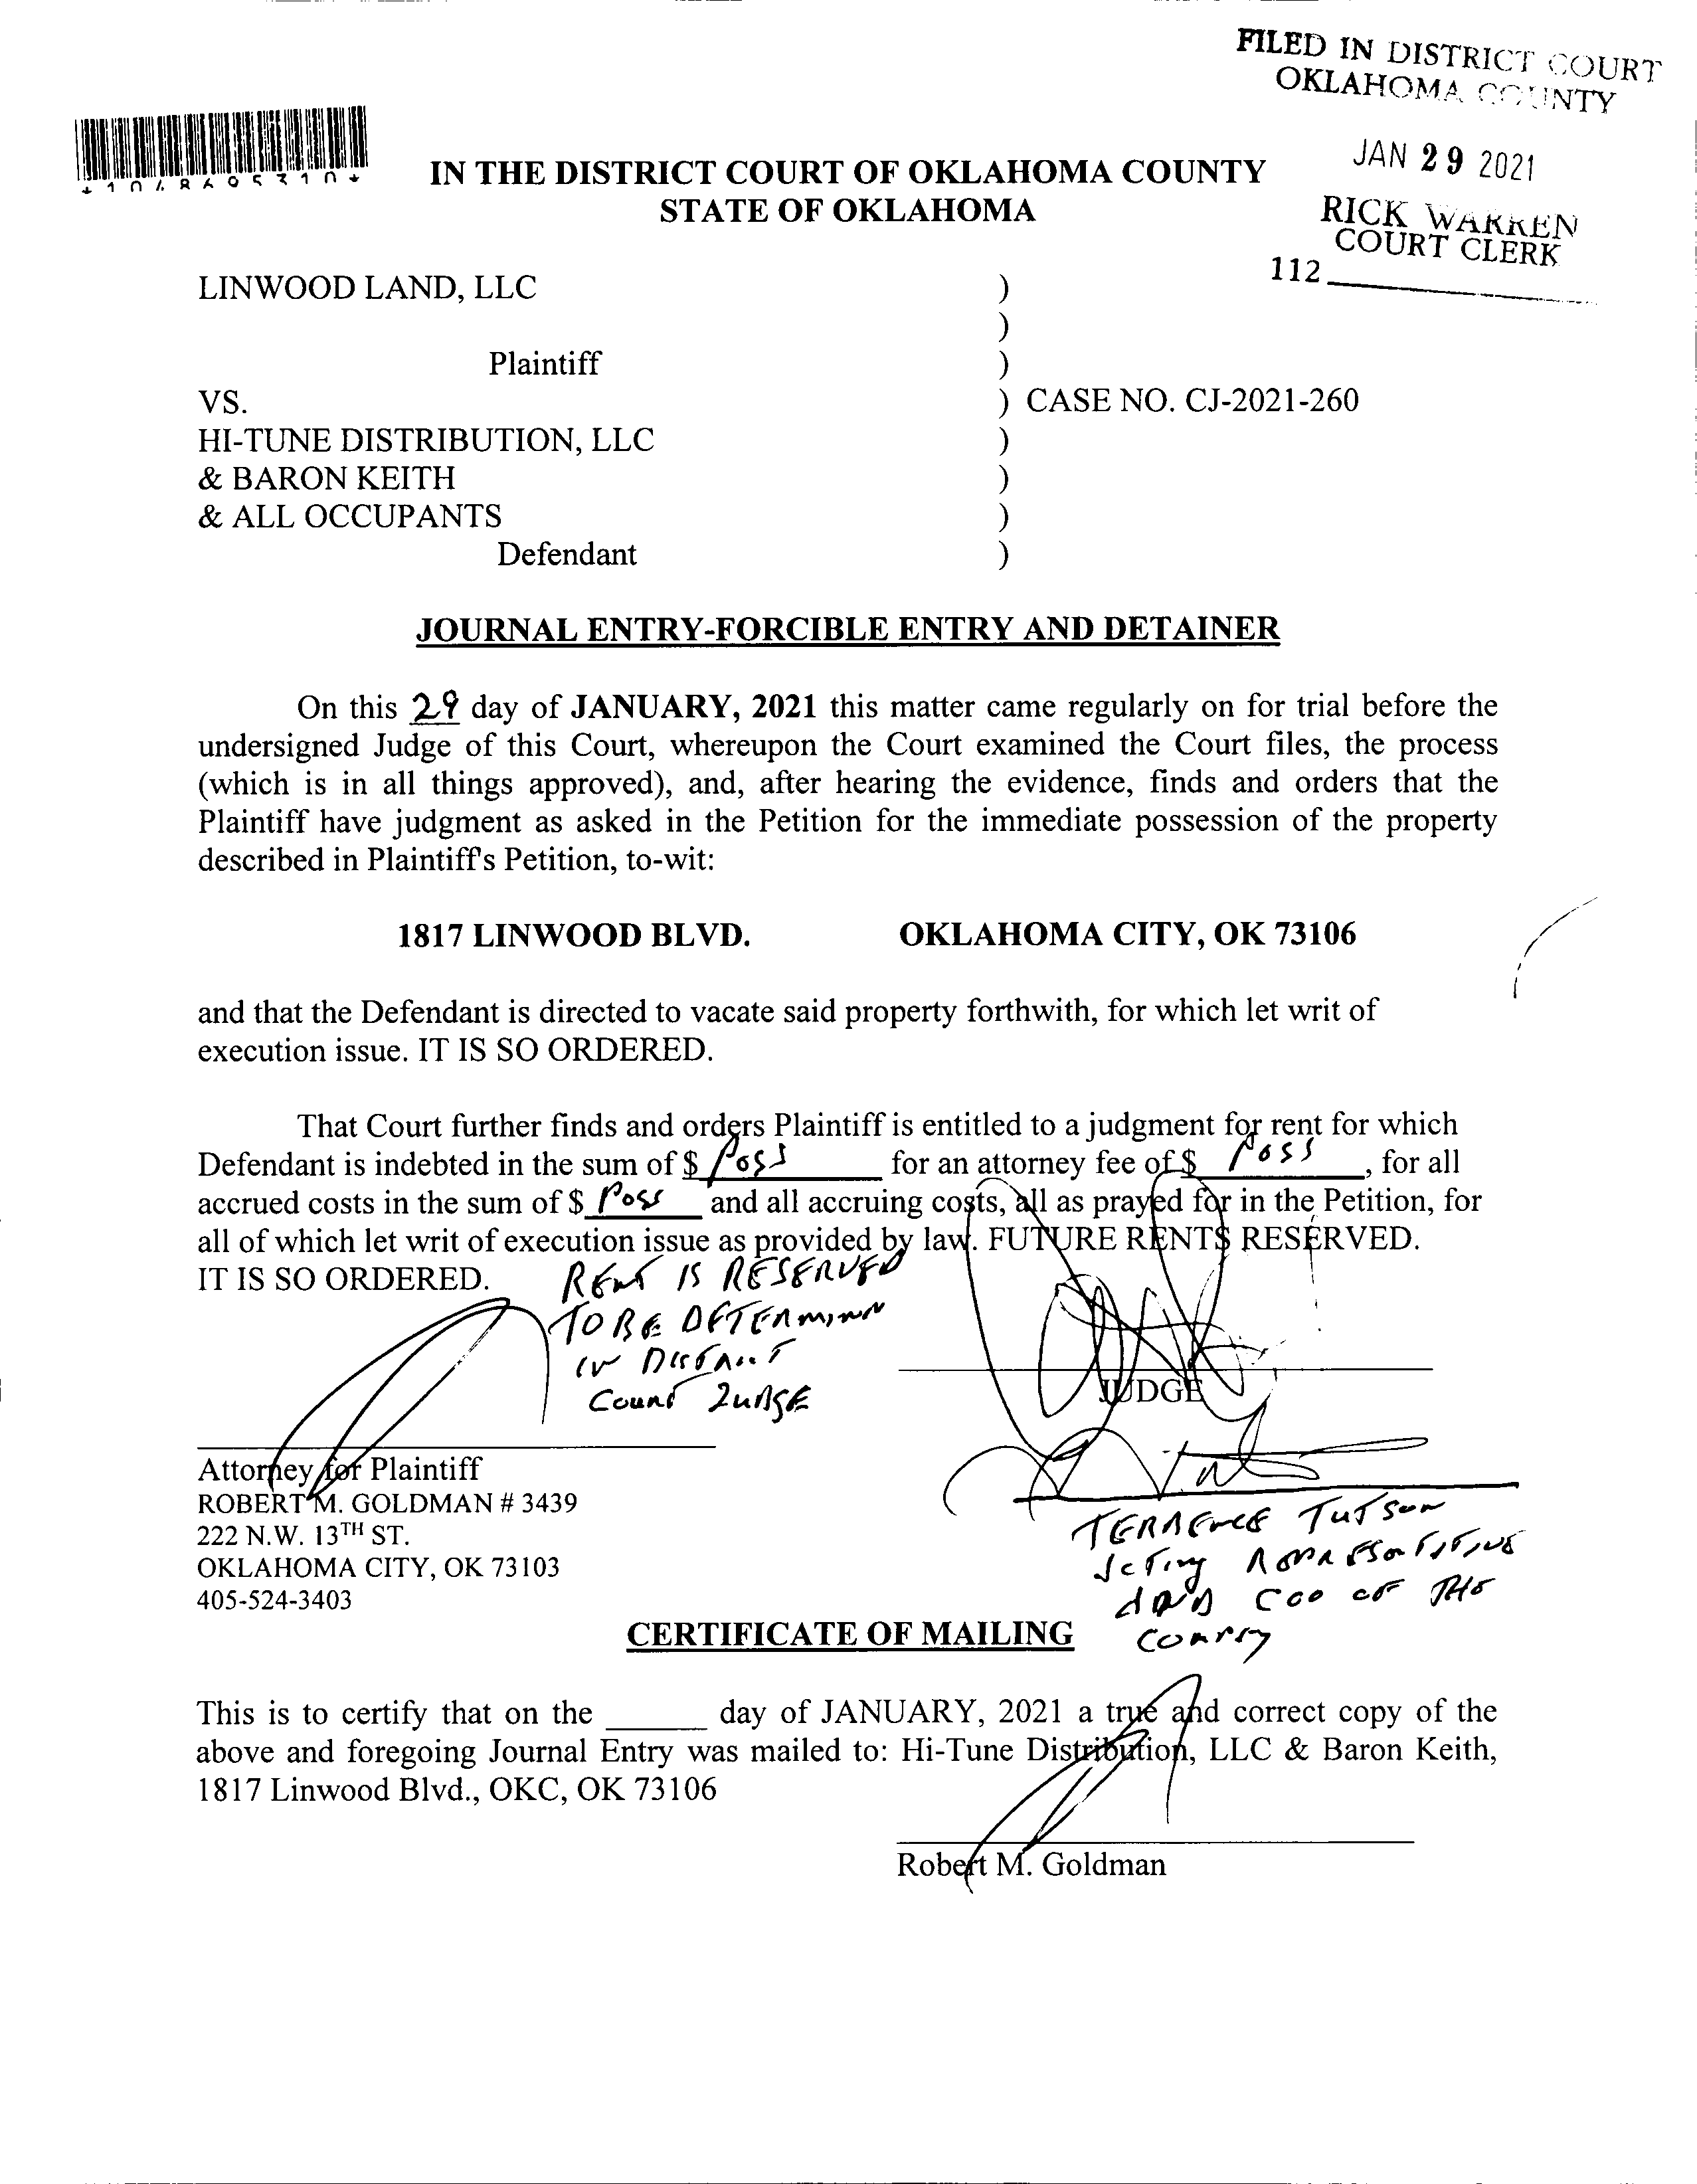 FILED IN DISTRICT COURT
OKLAHOMA COUNTY
JAN 29 2021
RICK WARREN
COURT CLERK
112
IN THE DISTRICT COURT OF OKLAHOMA COUNTY
STATE OF OKLAHOMA
LINWOOD LAND, LLC )
)
Plaintiff )
VS. ) CASE NO. CJ-2021-260
HI-TUNE DISTRIBUTION, LLC )
& BARON KEITH )
& ALL OCCUPANTS )
Defendant )
JOURNAL ENTRY-FORCIBLE ENTRY AND DETAINER
On this 29 day of JANUARY, 2021 this matter came regularly on for trial before the
undersigned Judge of this Court, whereupon the Court examined the Court files, the process
(which is in all things approved), and, after hearing the evidence, finds and orders that the
Plaintiff have judgment as asked in the Petition for the immediate possession of the property
described in Plaintiff's Petition, to-wit:
1817 LINWOOD BLVD. OKLAHOMA CITY, OK 73106
and that the Defendant is directed to vacate said property forthwith, for which let writ of
execution issue. IT IS SO ORDERED.
That Court further finds and orders Plaintiff is entitled to a judgment for rent for which
Defendant is indebted in the sum of $ Poss for an attorney fee of $ Poss, for all
accrued costs in the sum of $ Poss and all accruing costs, all as prayed for in the Petition, for
all of which let writ of execution issue as provided by law. FUTURE RENTS RESERVED.
IT IS SO ORDERED.
RENT IS RESERVED
TO BE
IN
COURT JUDGE
JUDGE
Attorney for Plaintiff
ROBERT M. GOLDMAN # 3439
222 N.W. 13TH ST.
OKLAHOMA CITY, OK 73103
405-524-3403
TERRENCE TUTSON
ACTING
AND COO OF THE
CERTIFICATE OF MAILING
This is to certify that on the ______ day of JANUARY, 2021 a true and correct copy of the
above and foregoing Journal Entry was mailed to: Hi-Tune Distribution, LLC & Baron Keith,
1817 Linwood Blvd., OKC, OK 73106
Robert M. Goldman